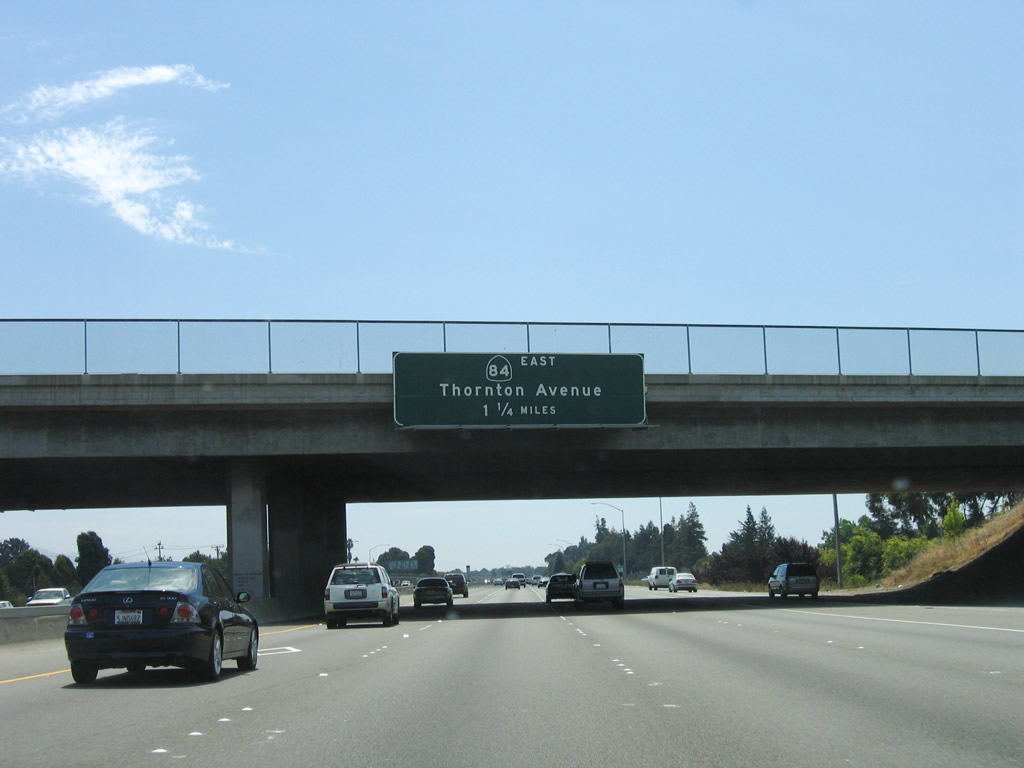 84 EAST
Thornton Avenue
1 1/4 MILES